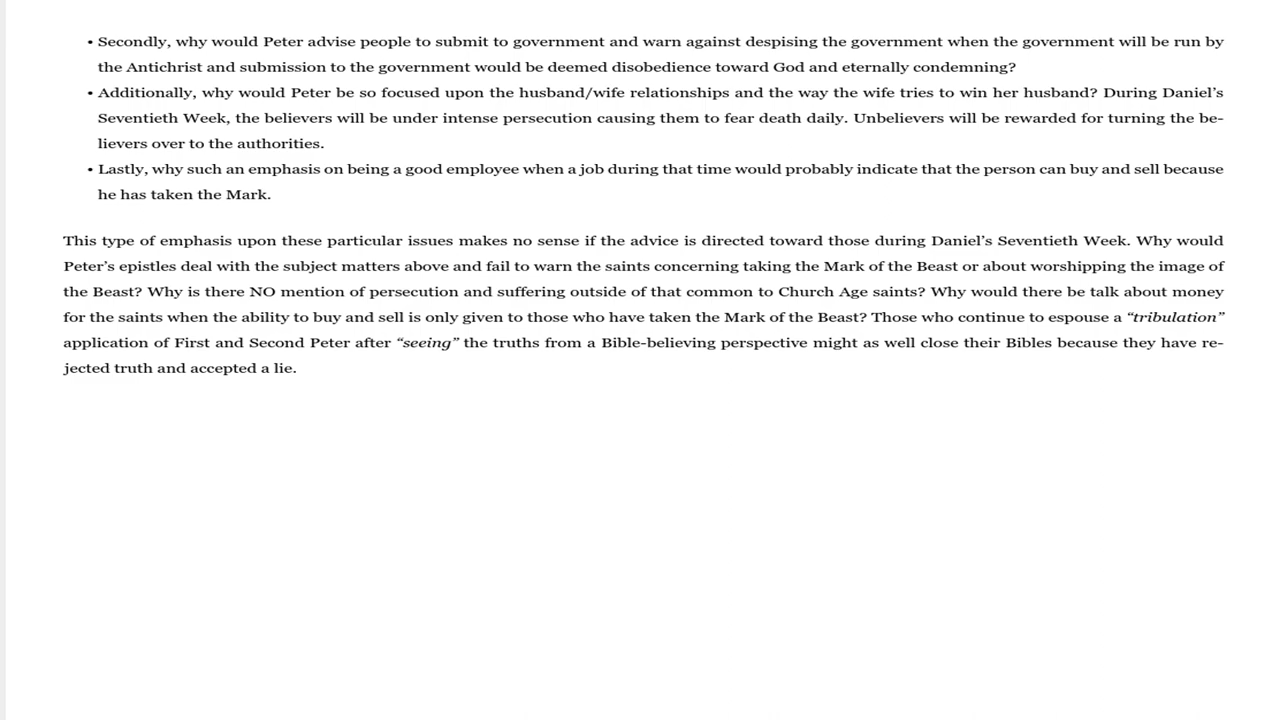 • Secondly, why would Peter advise people to submit to government and warn against despising the government when the government will be run by
the Antichrist and submission to the government would be deemed disobedience toward God and eternally condemning?
• Additionally, why would Peter be so focused upon the husband/wife relationships and the way the wife tries to win her husband? During Daniel’s
Seventieth Week, the believers will be under intense persecution causing them to fear death daily. Unbelievers will be rewarded for turning the be-
lievers over to the authorities.
• Lastly, why such an emphasis on being a good employee when a job during that time would probably indicate that the person can buy and sell because
he has taken the Mark.
This type of emphasis upon these particular issues makes no sense if the advice is directed toward those during Daniel’s Seventieth Week. Why would
Peter’s epistles deal with the subject matters above and fail to warn the saints concerning taking the Mark of the Beast or about worshipping the image of
the Beast? Why is there NO mention of persecution and suffering outside of that common to Church Age saints? Why would there be talk about money
for the saints when the ability to buy and sell is only given to those who have taken the Mark of the Beast? Those who continue to espouse a “tribulation”
application of First and Second Peter after “seeing” the truths from a Bible-believing perspective might as well close their Bibles because they have re-
jected truth and accepted a lie.